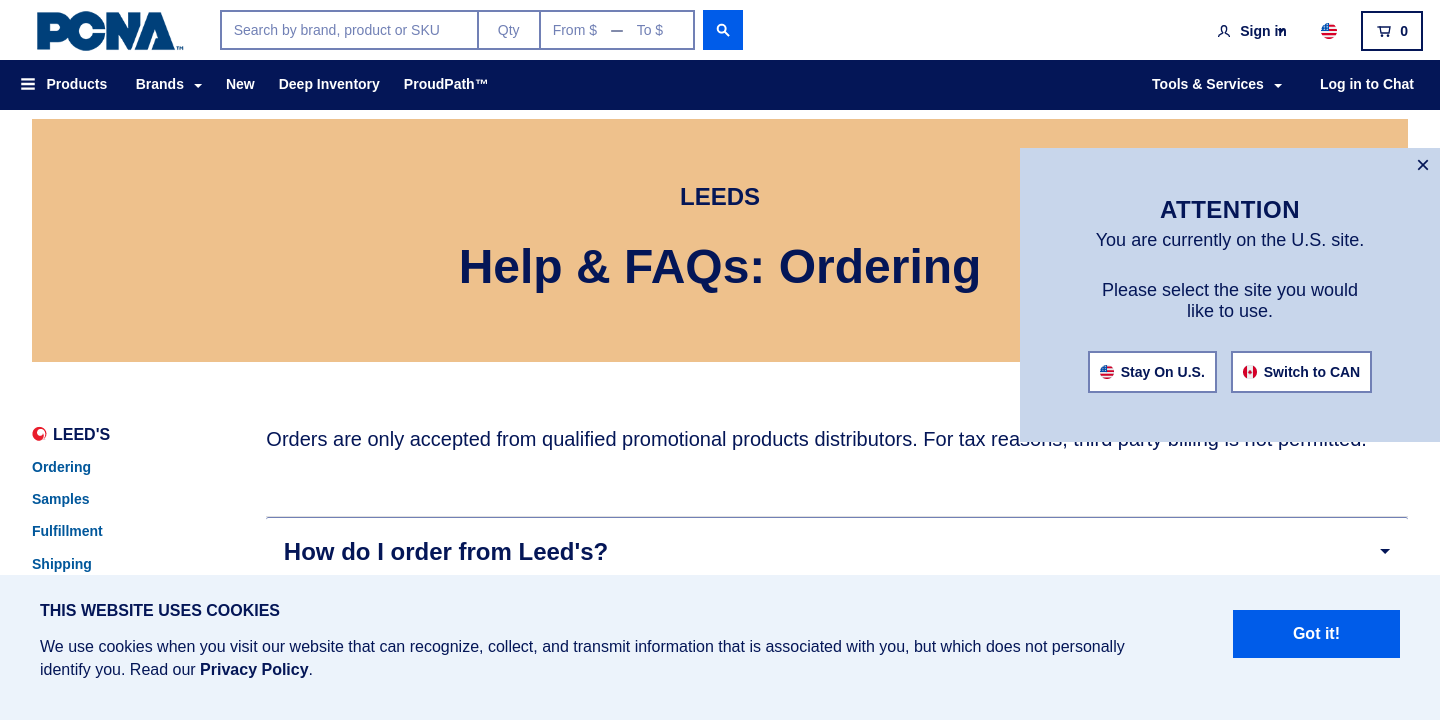 PCNA™
Search by brand, product or SKU
Qty
From $ — To $
Sign in
0
Products
Brands
New
Deep Inventory
ProudPath™
Tools & Services
Log in to Chat
LEEDS
Help & FAQs: Ordering
×
ATTENTION
You are currently on the U.S. site.
Please select the site you would
like to use.
Stay On U.S.
Switch to CAN
LEED'S
Ordering
Samples
Fulfillment
Shipping
Orders are only accepted from qualified promotional products distributors. For tax reasons, third party billing is not permitted.
How do I order from Leed's?
THIS WEBSITE USES COOKIES
We use cookies when you visit our website that can recognize, collect, and transmit information that is associated with you, but which does not personally
identify you. Read our Privacy Policy.
Got it!